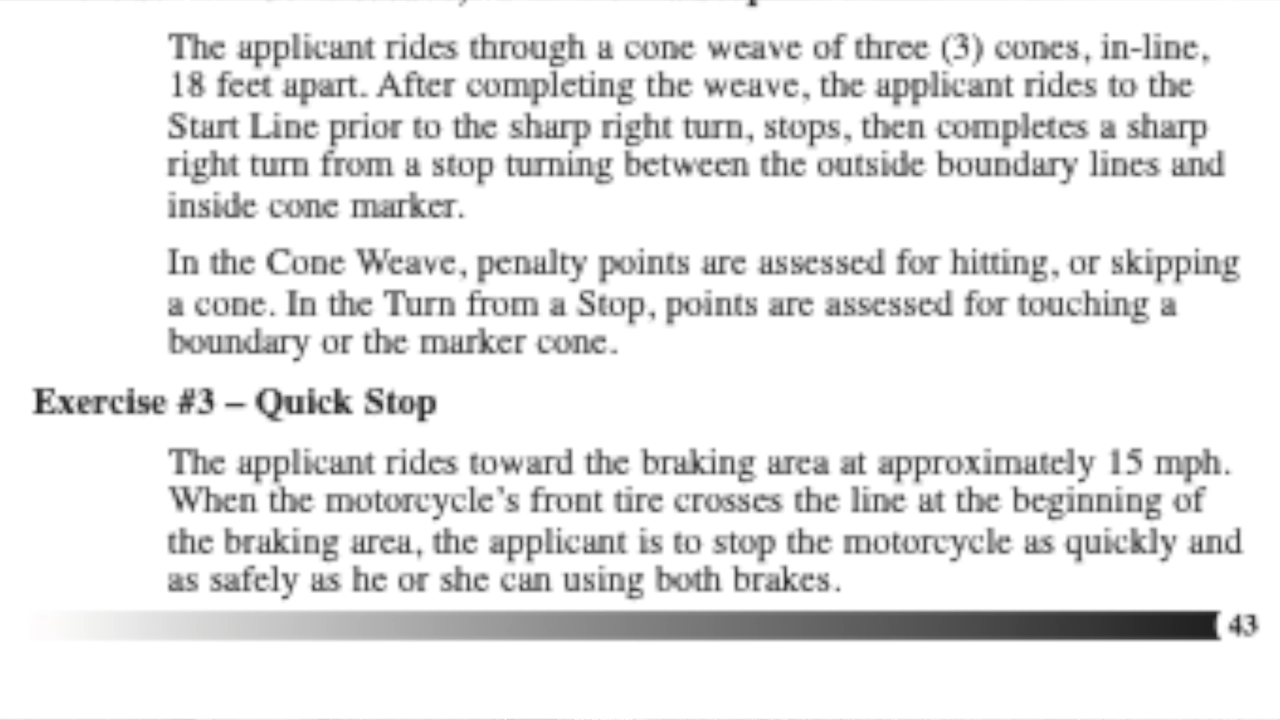 The applicant rides through a cone weave of three (3) cones, in-line,
18 feet apart. After completing the weave, the applicant rides to the
Start Line prior to the sharp right turn, stops, then completes a sharp
right turn from a stop turning between the outside boundary lines and
inside cone marker.
In the Cone Weave, penalty points are assessed for hitting, or skipping
a cone. In the Turn from a Stop, points are assessed for touching a
boundary or the marker cone.
Exercise #3 – Quick Stop
The applicant rides toward the braking area at approximately 15 mph.
When the motorcycle's front tire crosses the line at the beginning of
the braking area, the applicant is to stop the motorcycle as quickly and
as safely as he or she can using both brakes.
43